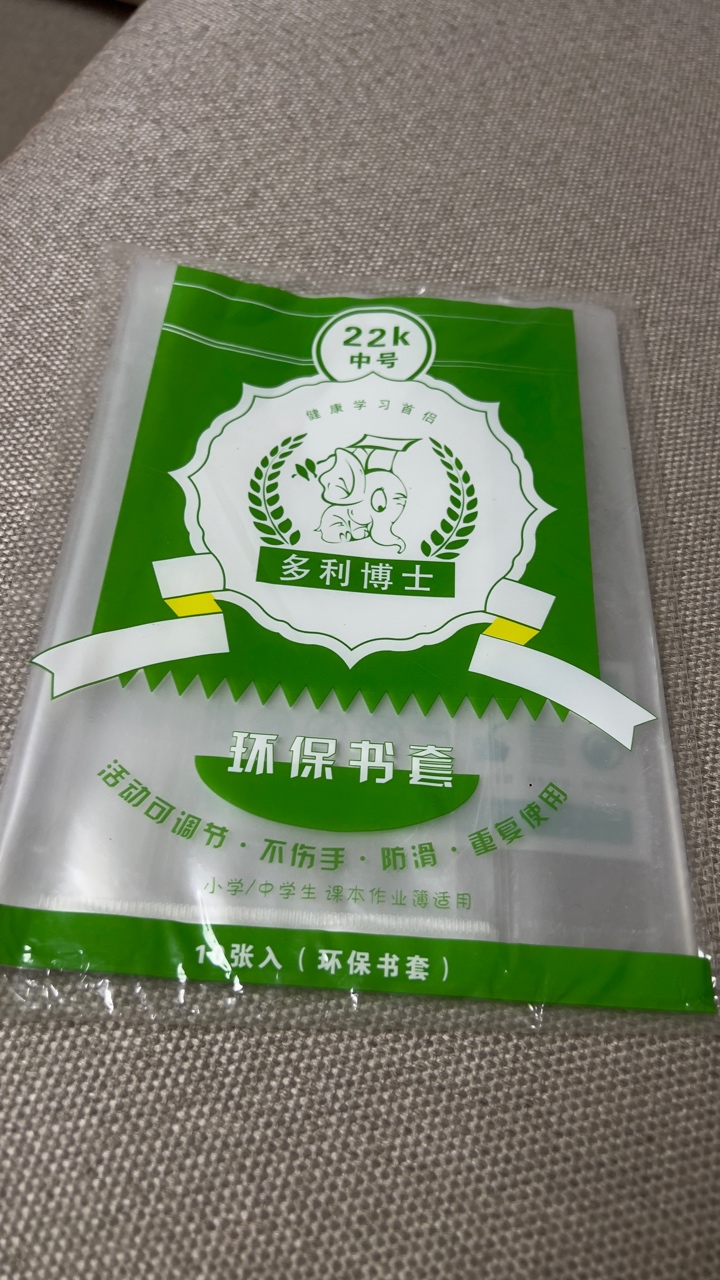 22k
中号
健康学习首侣
多利博士
环保书套
活动可调节·不伤手·防滑·重复使用
小学/中学生 课本作业簿适用
张入（环保书套）